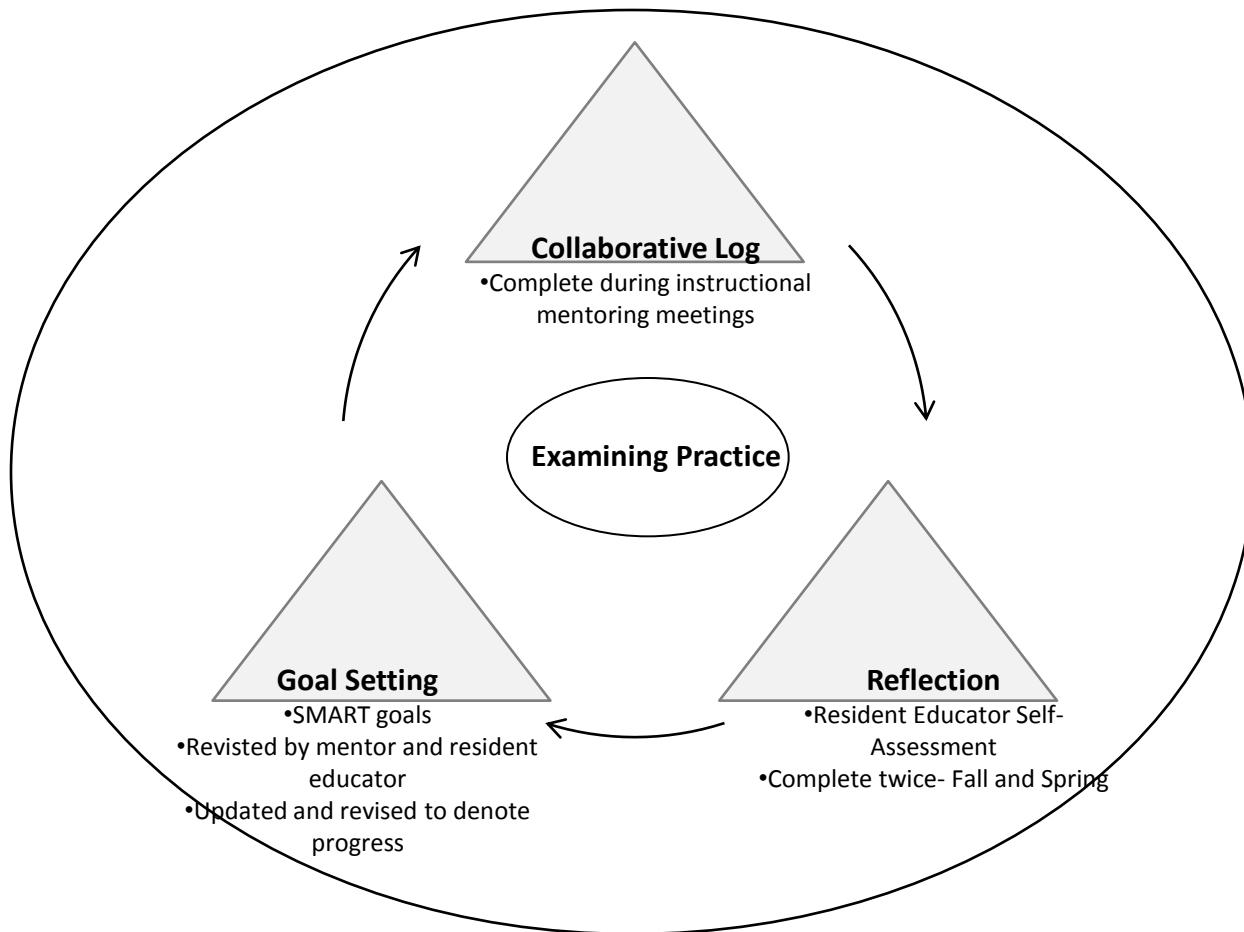 Collaborative Log
•Complete during instructional
mentoring meetings
Examining Practice
Goal Setting
•SMART goals
•Revisted by mentor and resident
educator
•Updated and revised to denote
progress
Reflection
•Resident Educator Self-
Assessment
•Complete twice- Fall and Spring